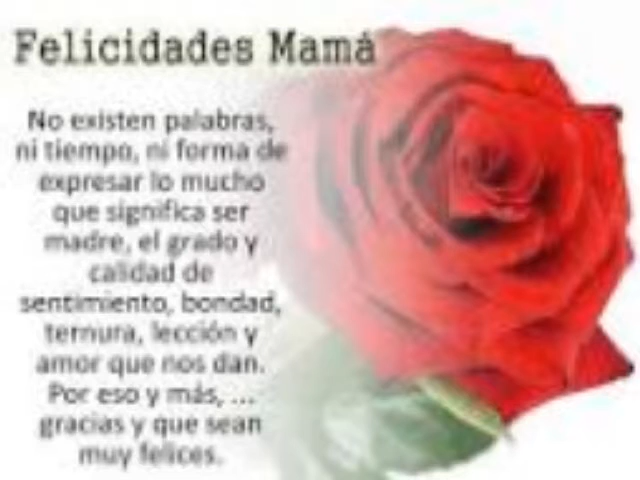 Felicidades Mamá
No existen palabras,
ni tiempo, ni forma de
expresar lo mucho
que significa ser
madre, el grado y
calidad de
sentimiento, bondad,
ternura, lección y
amor que nos dan.
Por eso y más, ...
gracias y que sean
muy felices.